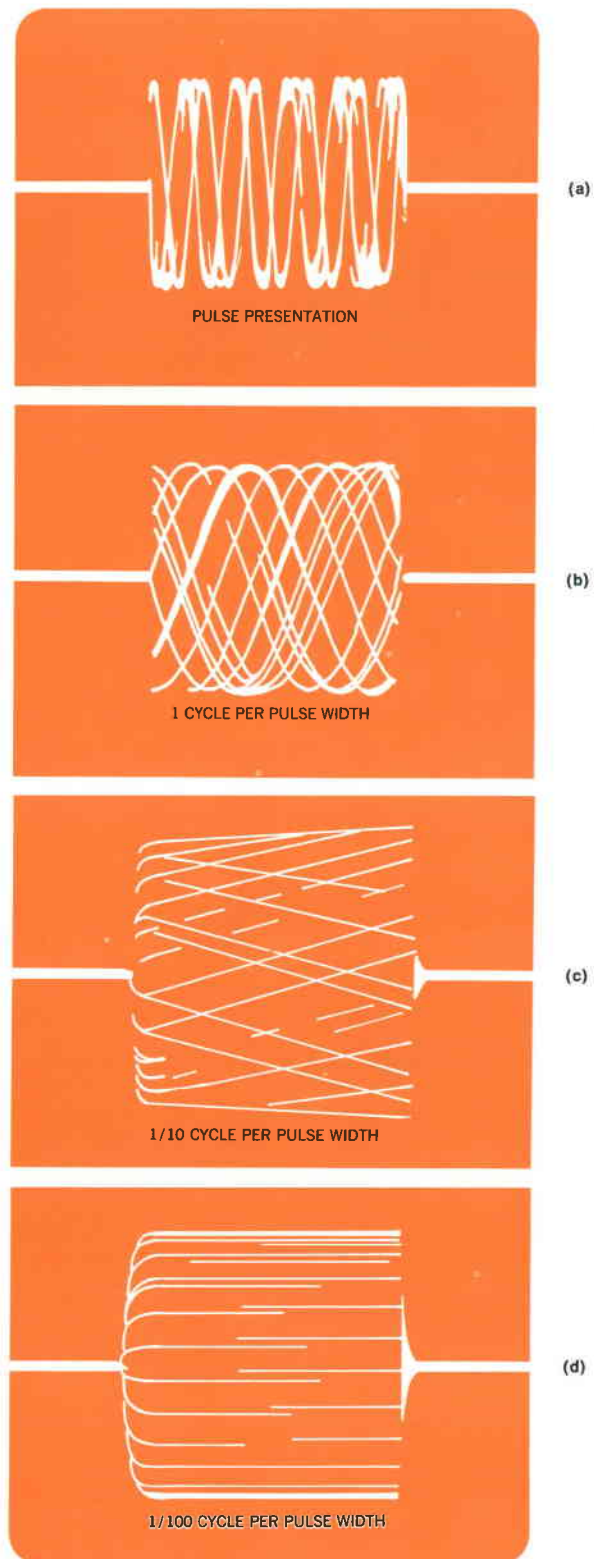 (a)
PULSE PRESENTATION
(b)
1 CYCLE PER PULSE WIDTH
(c)
1/10 CYCLE PER PULSE WIDTH
(d)
1/100 CYCLE PER PULSE WIDTH